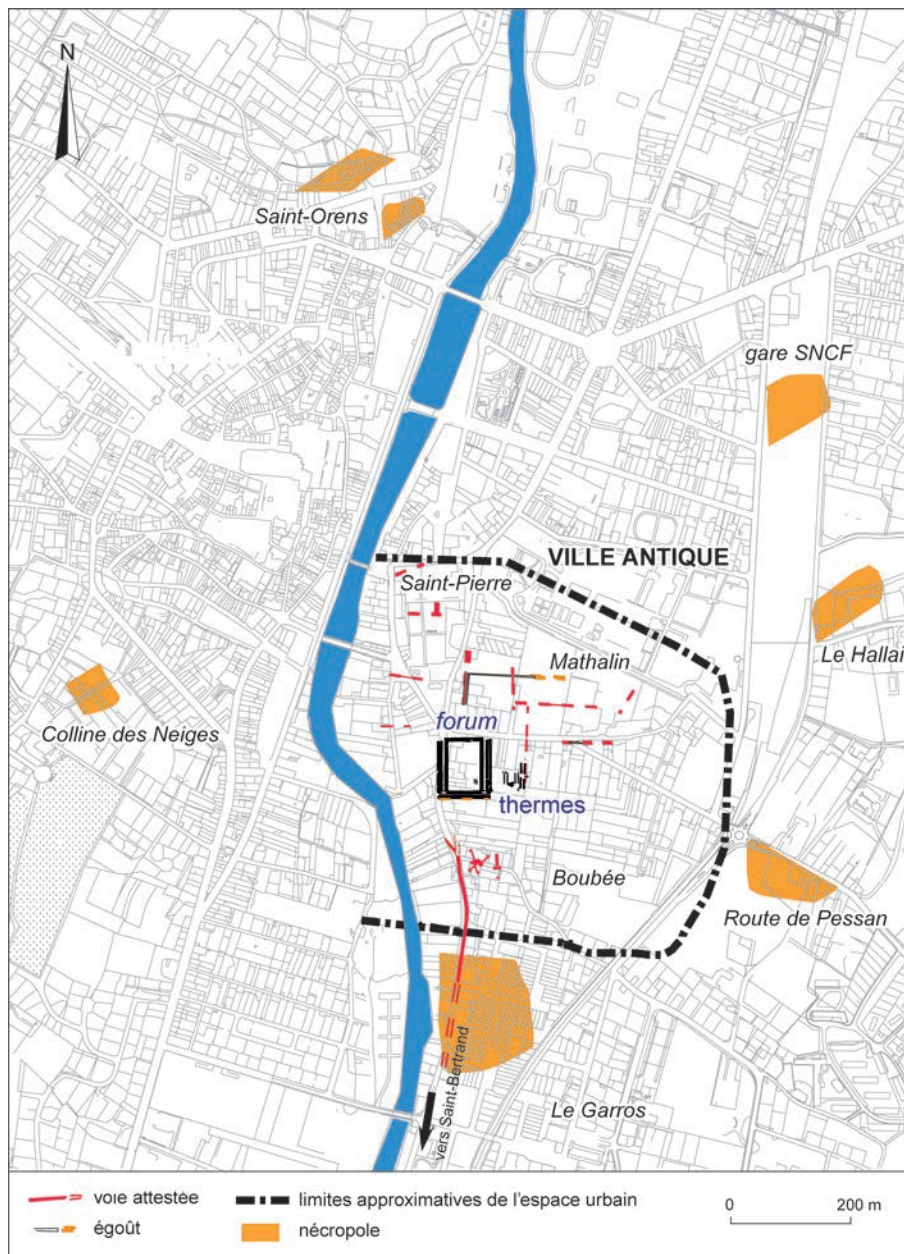 N
Saint-Orens
gare SNCF
VILLE ANTIQUE
Saint-Pierre
Mathalin
Le Hallai
Colline des Neiges
forum
thermes
Boubée
Route de Pessan
vers Saint-Bertrand
Le Garros
voie attestée
limites approximatives de l'espace urbain
0 200 m
égoût
nécropole